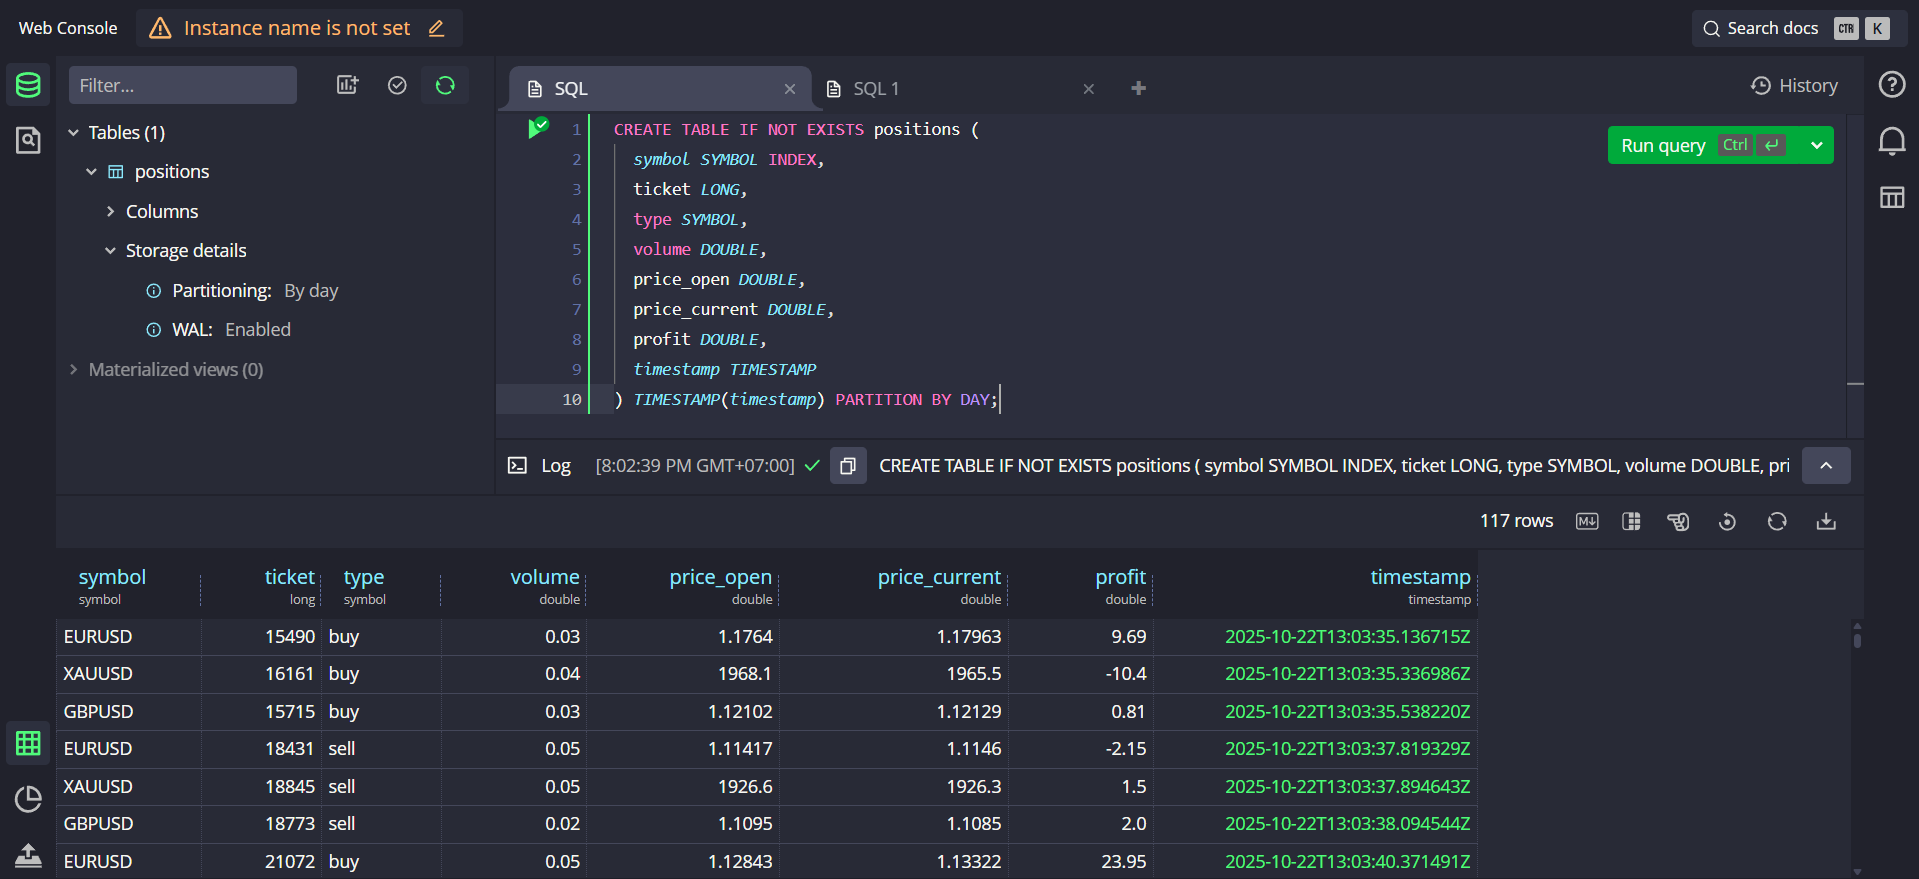 Web Console
Instance name is not set
Search docs CTRL K
Filter...
Tables (1)
positions
Columns
Storage details
Partitioning: By day
WAL: Enabled
Materialized views (0)
SQL
SQL 1
History
Run query Ctrl
1 CREATE TABLE IF NOT EXISTS positions (
2 symbol SYMBOL INDEX,
3 ticket LONG,
4 type SYMBOL,
5 volume DOUBLE,
6 price_open DOUBLE,
7 price_current DOUBLE,
8 profit DOUBLE,
9 timestamp TIMESTAMP
10 ) TIMESTAMP(timestamp) PARTITION BY DAY;
Log [8:02:39 PM GMT+07:00] CREATE TABLE IF NOT EXISTS positions ( symbol SYMBOL INDEX, ticket LONG, type SYMBOL, volume DOUBLE, pri
117 rows M
symbol ticket type volume price_open price_current profit timestamp
symbol long symbol double double double double timestamp
EURUSD 15490 buy 0.03 1.1764 1.17963 9.69 2025-10-22T13:03:35.136715Z
XAUUSD 16161 buy 0.04 1968.1 1965.5 -10.4 2025-10-22T13:03:35.336986Z
GBPUSD 15715 buy 0.03 1.12102 1.12129 0.81 2025-10-22T13:03:35.538220Z
EURUSD 18431 sell 0.05 1.11417 1.1146 -2.15 2025-10-22T13:03:37.819329Z
XAUUSD 18845 sell 0.05 1926.6 1926.3 1.5 2025-10-22T13:03:37.894643Z
GBPUSD 18773 sell 0.02 1.1095 1.1085 2.0 2025-10-22T13:03:38.094544Z
EURUSD 21072 buy 0.05 1.12843 1.13322 23.95 2025-10-22T13:03:40.371491Z